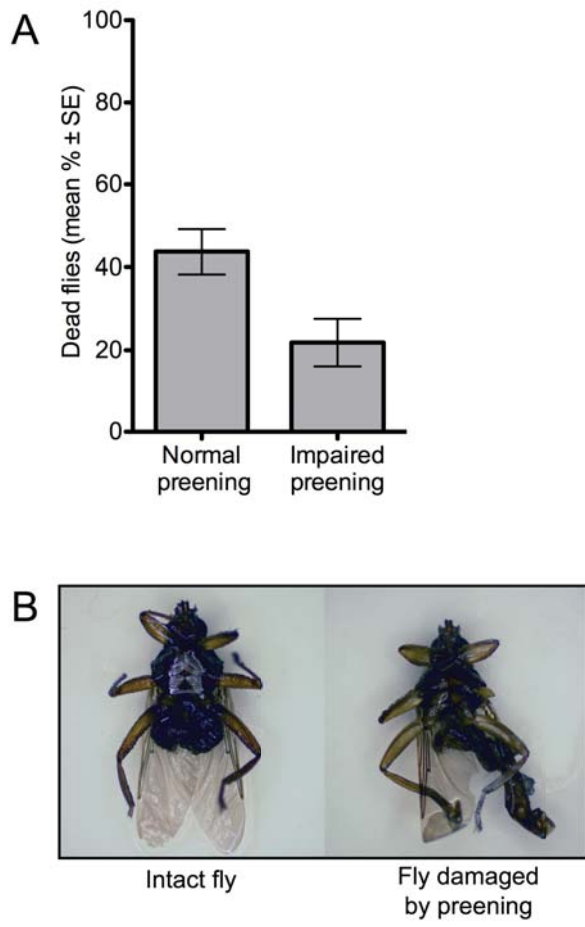 A
Dead flies (mean % ± SE)
100
80
60
40
20
0
Normal
preening
Impaired
preening
B
Intact fly
Fly damaged
by preening